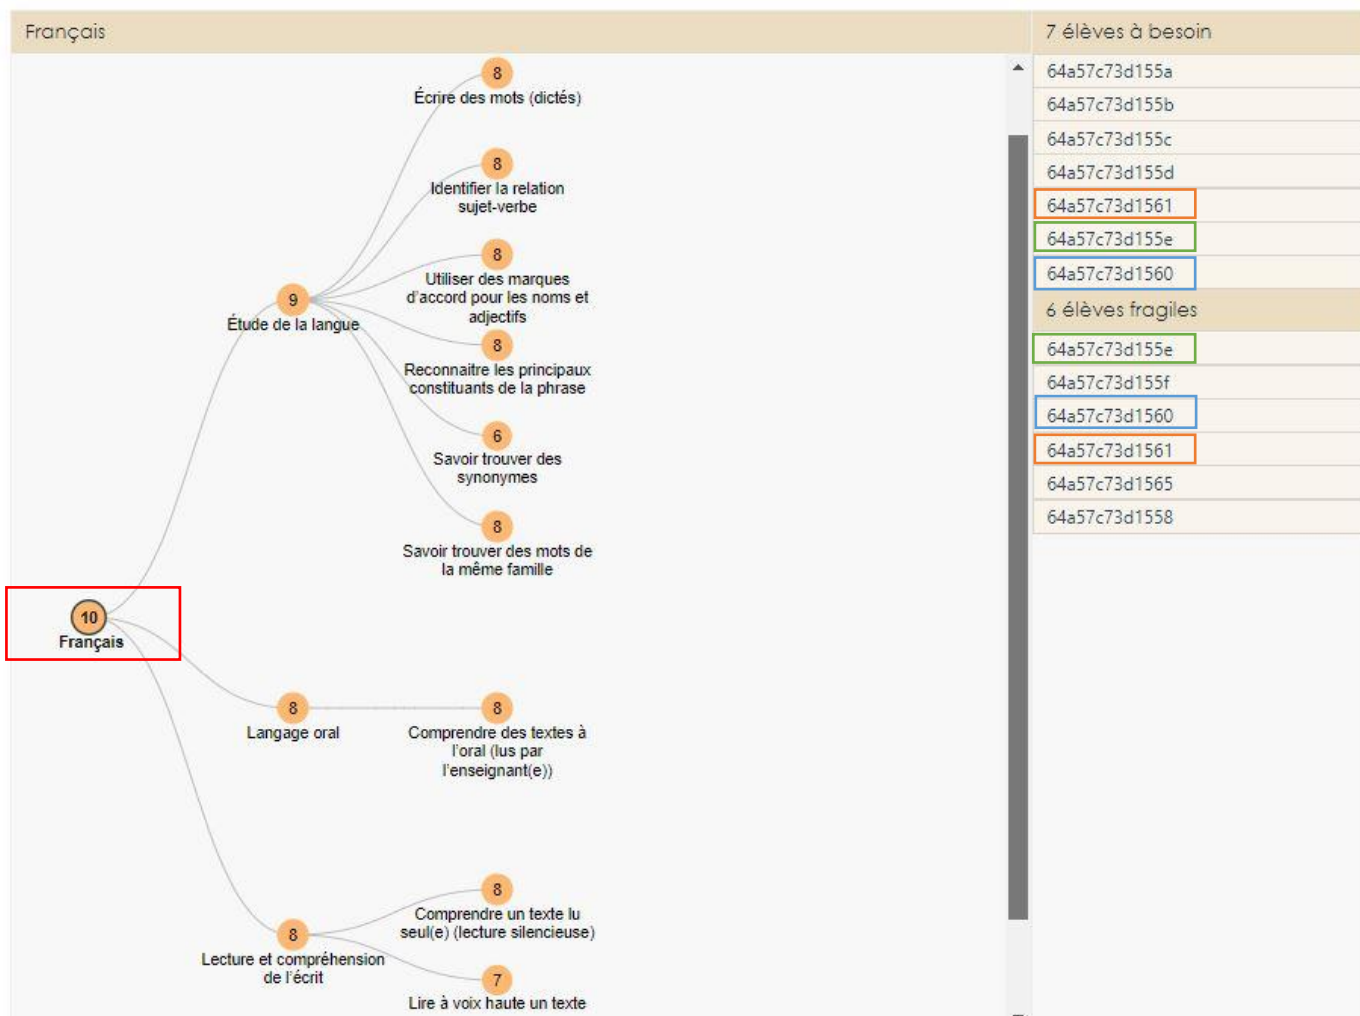 Français
8
Écrire des mots (dictés)
8
Identifier la relation
sujet-verbe
8
Utiliser des marques
d'accord pour les noms et
adjectifs
9
Étude de la langue
8
Reconnaitre les principaux
constituants de la phrase
6
Savoir trouver des
synonymes
8
Savoir trouver des mots de
la même famille
10
Français
8
Langage oral
8
Comprendre des textes à
l'oral (lus par
l'enseignant(e))
8
Comprendre un texte lu
seul(e) (lecture silencieuse)
8
Lecture et compréhension
de l'écrit
7
Lire à voix haute un texte
7 élèves à besoin
64a57c73d155a
64a57c73d155b
64a57c73d155c
64a57c73d155d
64a57c73d1561
64a57c73d155e
64a57c73d1560
6 élèves fragiles
64a57c73d155e
64a57c73d155f
64a57c73d1560
64a57c73d1561
64a57c73d1565
64a57c73d1558